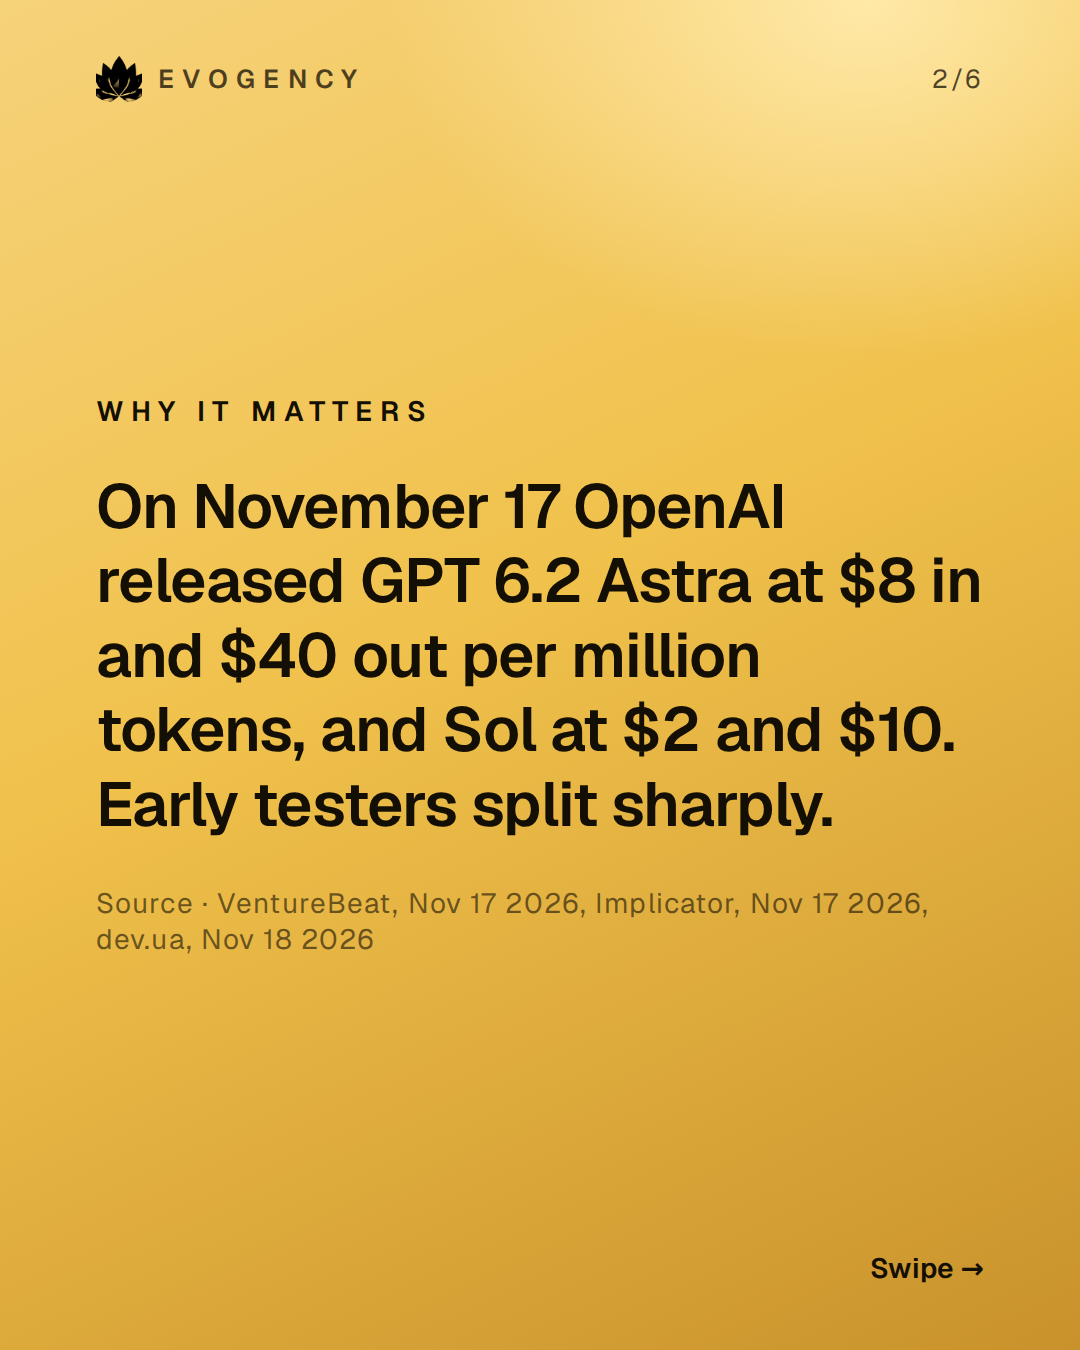 EVOGENCY
2/6
WHY IT MATTERS
On November 17 OpenAI
released GPT 6.2 Astra at $8 in
and $40 out per million
tokens, and Sol at $2 and $10.
Early testers split sharply.
Source · VentureBeat, Nov 17 2026, Implicator, Nov 17 2026,
dev.ua, Nov 18 2026
Swipe →